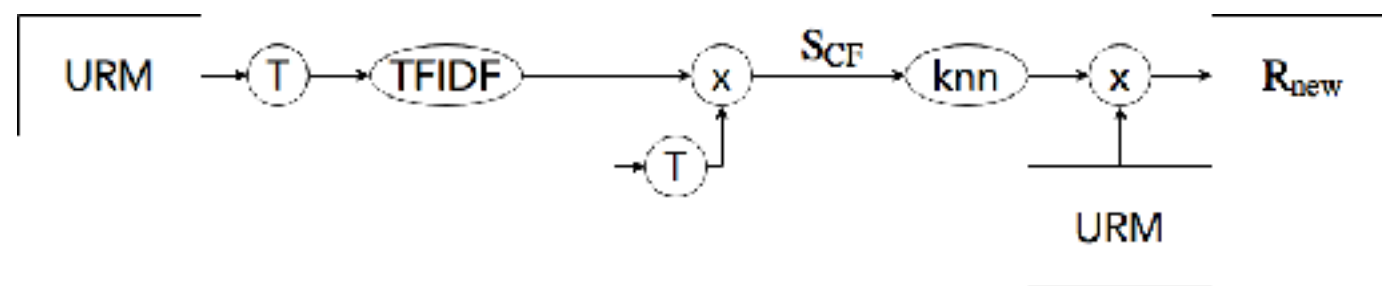 URM T TFIDF x S_CF knn x R_new
T
URM